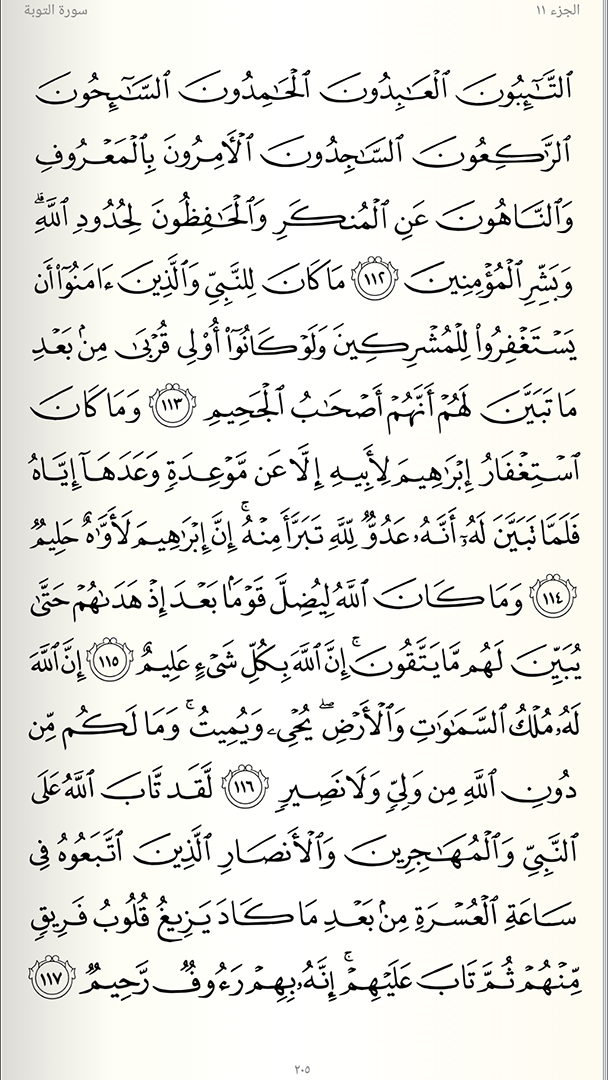 سورة التوبة
الجزء ١١
ٱلتَّـٰٓئِبُونَ ٱلْعَـٰبِدُونَ ٱلْحَـٰمِدُونَ ٱلسَّـٰٓئِحُونَ
ٱلرَّٰكِعُونَ ٱلسَّـٰجِدُونَ ٱلْـَٔامِرُونَ بِٱلْمَعْرُوفِ
وَٱلنَّاهُونَ عَنِ ٱلْمُنكَرِ وَٱلْحَـٰفِظُونَ لِحُدُودِ ٱللَّهِ ۗ
وَبَشِّرِ ٱلْمُؤْمِنِينَ ١١٢ مَا كَانَ لِلنَّبِىِّ وَٱلَّذِينَ ءَامَنُوٓا۟ أَن
يَسْتَغْفِرُوا۟ لِلْمُشْرِكِينَ وَلَوْ كَانُوٓا۟ أُو۟لِى قُرْبَىٰ مِنۢ بَعْدِ
مَا تَبَيَّنَ لَهُمْ أَنَّهُمْ أَصْحَـٰبُ ٱلْجَحِيمِ ١١٣ وَمَا كَانَ
ٱسْتِغْفَارُ إِبْرَٰهِيمَ لِأَبِيهِ إِلَّا عَن مَّوْعِدَةٍ وَعَدَهَآ إِيَّاهُ
فَلَمَّا تَبَيَّنَ لَهُۥٓ أَنَّهُۥ عَدُوٌّ لِّلَّهِ تَبَرَّأَ مِنْهُ ۚ إِنَّ إِبْرَٰهِيمَ لَأَوَّٰهٌ حَلِيمٌ
١١٤ وَمَا كَانَ ٱللَّهُ لِيُضِلَّ قَوْمًۢا بَعْدَ إِذْ هَدَىٰهُمْ حَتَّىٰ
يُبَيِّنَ لَهُم مَّا يَتَّقُونَ ۚ إِنَّ ٱللَّهَ بِكُلِّ شَىْءٍ عَلِيمٌ ١١٥ إِنَّ ٱللَّهَ
لَهُۥ مُلْكُ ٱلسَّمَـٰوَٰتِ وَٱلْأَرْضِ ۖ يُحْىِۦ وَيُمِيتُ ۚ وَمَا لَكُم مِّن
دُونِ ٱللَّهِ مِن وَلِىٍّ وَلَا نَصِيرٍ ١١٦ لَّقَد تَّابَ ٱللَّهُ عَلَى
ٱلنَّبِىِّ وَٱلْمُهَـٰجِرِينَ وَٱلْأَنصَارِ ٱلَّذِينَ ٱتَّبَعُوهُ فِى
سَاعَةِ ٱلْعُسْرَةِ مِنۢ بَعْدِ مَا كَادَ يَزِيغُ قُلُوبُ فَرِيقٍ
مِّنْهُمْ ثُمَّ تَابَ عَلَيْهِمْ ۚ إِنَّهُۥ بِهِمْ رَءُوفٌ رَّحِيمٌ ١١٧
٢٠٥